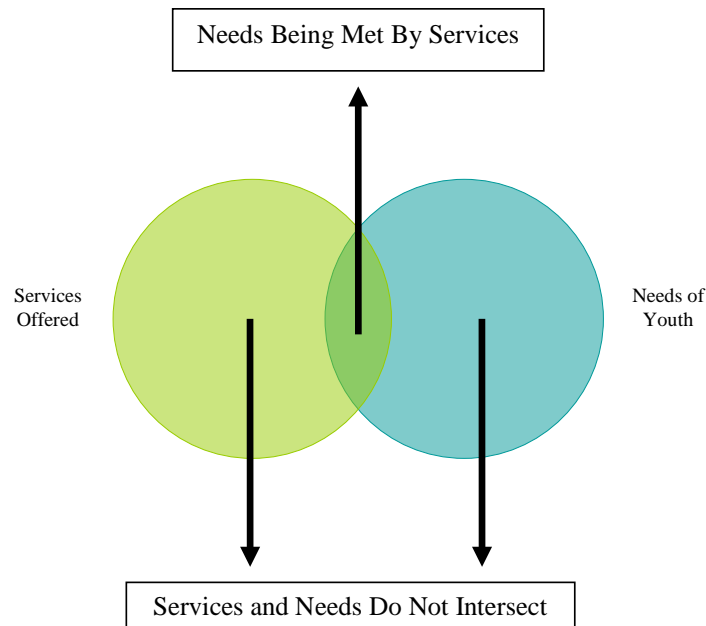 Needs Being Met By Services
Services
Offered
Needs of
Youth
Services and Needs Do Not Intersect